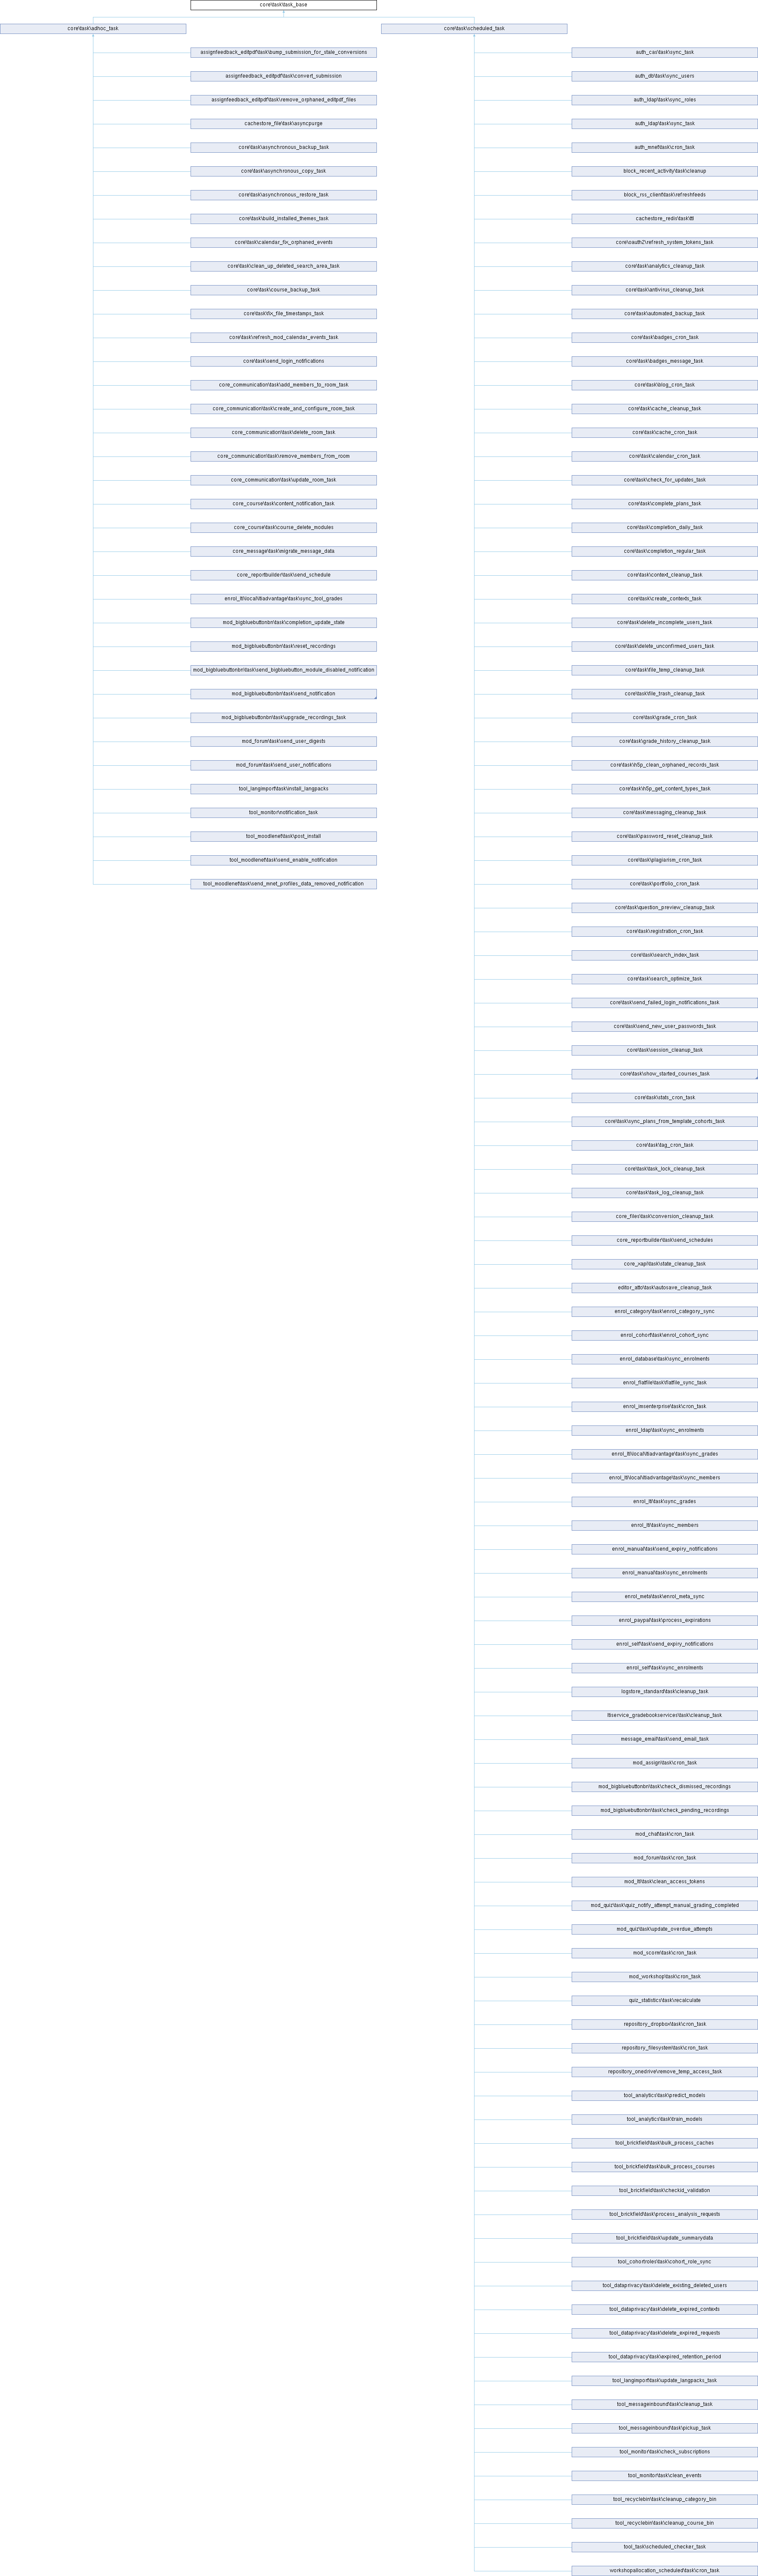 core\task\task_base
core\task\adhoc_task
core\task\scheduled_task
assignfeedback_editpdf\task\bump_submission_for_stale_conversions
assignfeedback_editpdf\task\convert_submission
assignfeedback_editpdf\task\remove_orphaned_editpdf_files
cachestore_file\task\asyncpurge
core\task\asynchronous_backup_task
core\task\asynchronous_copy_task
core\task\asynchronous_restore_task
core\task\build_installed_themes_task
core\task\calendar_fix_orphaned_events
core\task\clean_up_deleted_search_area_task
core\task\course_backup_task
core\task\fix_file_timestamps_task
core\task\refresh_mod_calendar_events_task
core\task\send_login_notifications
core_communication\task\add_members_to_room_task
core_communication\task\create_and_configure_room_task
core_communication\task\delete_room_task
core_communication\task\remove_members_from_room
core_communication\task\update_room_task
core_course\task\content_notification_task
core_course\task\course_delete_modules
core_message\task\migrate_message_data
core_reportbuilder\task\send_schedule
enrol_lti\local\ltiadvantage\task\sync_tool_grades
mod_bigbluebuttonbn\task\completion_update_state
mod_bigbluebuttonbn\task\reset_recordings
mod_bigbluebuttonbn\task\send_bigbluebutton_module_disabled_notification
mod_bigbluebuttonbn\task\send_notification
mod_bigbluebuttonbn\task\upgrade_recordings_task
mod_forum\task\send_user_digests
mod_forum\task\send_user_notifications
tool_langimport\task\install_langpacks
tool_monitor\notification_task
tool_moodlenet\task\post_install
tool_moodlenet\task\send_enable_notification
tool_moodlenet\task\send_mnet_profiles_data_removed_notification
auth_cas\task\sync_task
auth_db\task\sync_users
auth_ldap\task\sync_roles
auth_ldap\task\sync_task
auth_mnet\task\cron_task
block_recent_activity\task\cleanup
block_rss_client\task\refreshfeeds
cachestore_redis\task\ttl
core\oauth2\refresh_system_tokens_task
core\task\analytics_cleanup_task
core\task\antivirus_cleanup_task
core\task\automated_backup_task
core\task\badges_cron_task
core\task\badges_message_task
core\task\blog_cron_task
core\task\cache_cleanup_task
core\task\cache_cron_task
core\task\calendar_cron_task
core\task\check_for_updates_task
core\task\complete_plans_task
core\task\completion_daily_task
core\task\completion_regular_task
core\task\context_cleanup_task
core\task\create_contexts_task
core\task\delete_incomplete_users_task
core\task\delete_unconfirmed_users_task
core\task\file_temp_cleanup_task
core\task\file_trash_cleanup_task
core\task\grade_cron_task
core\task\grade_history_cleanup_task
core\task\h5p_clean_orphaned_records_task
core\task\h5p_get_content_types_task
core\task\messaging_cleanup_task
core\task\password_reset_cleanup_task
core\task\plagiarism_cron_task
core\task\portfolio_cron_task
core\task\question_preview_cleanup_task
core\task\registration_cron_task
core\task\search_index_task
core\task\search_optimize_task
core\task\send_failed_login_notifications_task
core\task\send_new_user_passwords_task
core\task\session_cleanup_task
core\task\show_started_courses_task
core\task\stats_cron_task
core\task\sync_plans_from_template_cohorts_task
core\task\tag_cron_task
core\task\task_lock_cleanup_task
core\task\task_log_cleanup_task
core_files\task\conversion_cleanup_task
core_reportbuilder\task\send_schedules
core_xapi\task\state_cleanup_task
editor_atto\task\autosave_cleanup_task
enrol_category\task\enrol_category_sync
enrol_cohort\task\enrol_cohort_sync
enrol_database\task\sync_enrolments
enrol_flatfile\task\flatfile_sync_task
enrol_imsenterprise\task\cron_task
enrol_ldap\task\sync_enrolments
enrol_lti\local\ltiadvantage\task\sync_grades
enrol_lti\local\ltiadvantage\task\sync_members
enrol_lti\task\sync_grades
enrol_lti\task\sync_members
enrol_manual\task\send_expiry_notifications
enrol_manual\task\sync_enrolments
enrol_meta\task\enrol_meta_sync
enrol_paypal\task\process_expirations
enrol_self\task\send_expiry_notifications
enrol_self\task\sync_enrolments
logstore_standard\task\cleanup_task
ltiservice_gradebookservices\task\cleanup_task
message_email\task\send_email_task
mod_assign\task\cron_task
mod_bigbluebuttonbn\task\check_dismissed_recordings
mod_bigbluebuttonbn\task\check_pending_recordings
mod_chat\task\cron_task
mod_forum\task\cron_task
mod_lti\task\clean_access_tokens
mod_quiz\task\quiz_notify_attempt_manual_grading_completed
mod_quiz\task\update_overdue_attempts
mod_scorm\task\cron_task
mod_workshop\task\cron_task
quiz_statistics\task\recalculate
repository_dropbox\task\cron_task
repository_filesystem\task\cron_task
repository_onedrive\remove_temp_access_task
tool_analytics\task\predict_models
tool_analytics\task\train_models
tool_brickfield\task\bulk_process_caches
tool_brickfield\task\bulk_process_courses
tool_brickfield\task\checkid_validation
tool_brickfield\task\process_analysis_requests
tool_brickfield\task\update_summarydata
tool_cohortroles\task\cohort_role_sync
tool_dataprivacy\task\delete_existing_deleted_users
tool_dataprivacy\task\delete_expired_contexts
tool_dataprivacy\task\delete_expired_requests
tool_dataprivacy\task\expired_retention_period
tool_langimport\task\update_langpacks_task
tool_messageinbound\task\cleanup_task
tool_messageinbound\task\pickup_task
tool_monitor\task\check_subscriptions
tool_monitor\task\clean_events
tool_recyclebin\task\cleanup_category_bin
tool_recyclebin\task\cleanup_course_bin
tool_task\scheduled_checker_task
workshopallocation_scheduled\task\cron_task